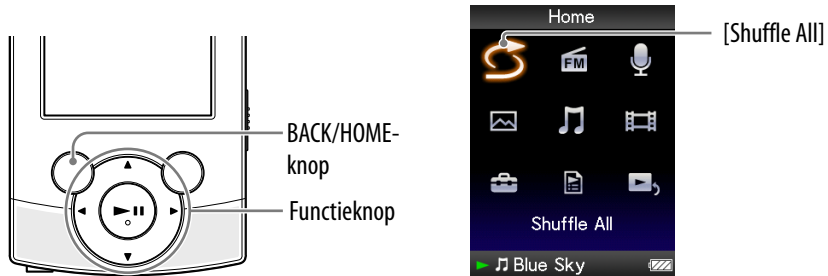 BACK/HOME-
knop
Functieknop
Home
[Shuffle All]
FM
Shuffle All
Blue Sky